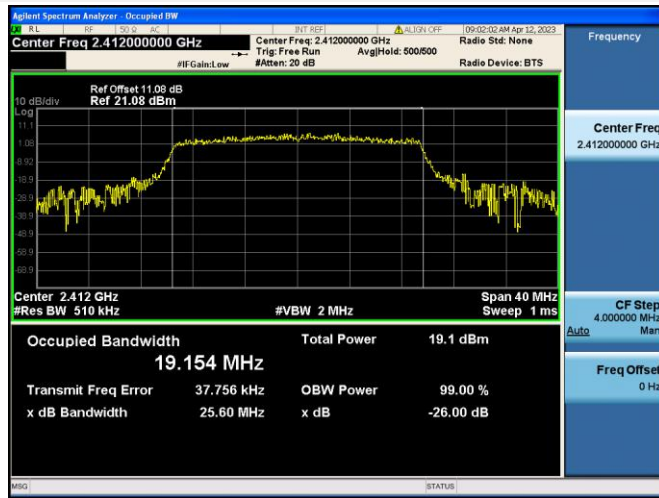 Agilent Spectrum Analyzer - Occupied BW
RL RF 50 Ω AC INT REF ALIGN OFF 09:02:02 AM Apr 12, 2023
Center Freq 2.412000000 GHz
Center Freq: 2.412000000 GHz
Radio Std: None
Trig: Free Run Avg|Hold: 500/500
#IFGain:Low
#Atten: 20 dB
Radio Device: BTS
Frequency
Ref Offset 11.08 dB
10 dB/div Ref 21.08 dBm
Log
11.1
1.08
-8.92
-18.9
-28.9
-38.9
-48.9
-58.9
-68.9
Center 2.412 GHz
Span 40 MHz
#Res BW 510 kHz
#VBW 2 MHz
Sweep 1 ms
Center Freq
2.412000000 GHz
CF Step
4.000000 MHz
Auto Man
Freq Offset
0 Hz
Occupied Bandwidth
Total Power 19.1 dBm
19.154 MHz
Transmit Freq Error 37.756 kHz
OBW Power 99.00 %
x dB Bandwidth 25.60 MHz
x dB -26.00 dB
MSG
STATUS